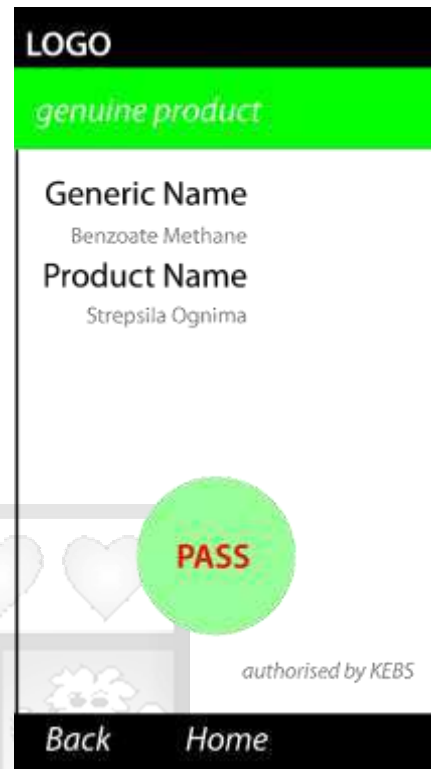 LOGO
genuine product
Generic Name
Benzoate Methane
Product Name
Strepsila Ognima
PASS
authorised by KEBS
Back Home